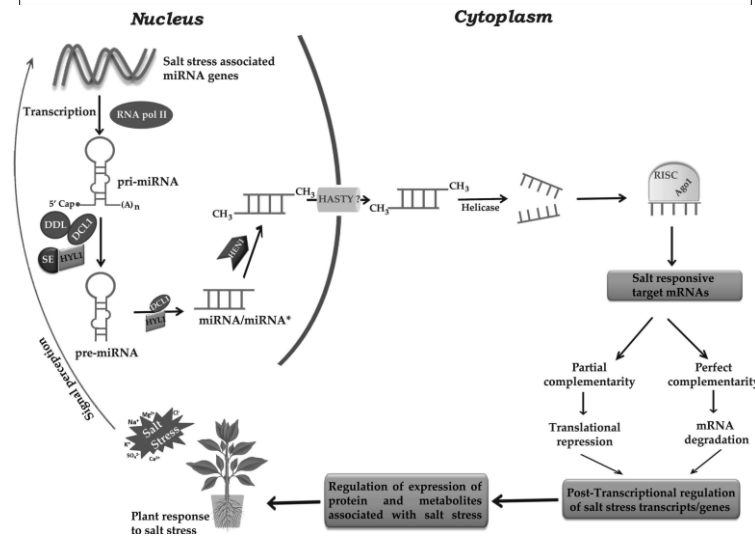 Nucleus
Cytoplasm
Salt stress associated
miRNA genes
Transcription
RNA pol II
pri-miRNA
5' Cap
(A)n
DDL
DCL1
SE
HYL1
pre-miRNA
DCL1
HYL1
miRNA/miRNA*
HEN1
CH3
CH3
HASTY ?
CH3
CH3
Helicase
RISC
Ago1
Salt responsive
target mRNAs
Partial
complementarity
Perfect
complementarity
Translational
repression
mRNA
degradation
Post-Transcriptional regulation
of salt stress transcripts/genes
Regulation of expression of
protein and metabolites
associated with salt stress
Plant response
to salt stress
Salt
Stress
Na+
Mg2+
Cl-
K+
SO42-
Ca2+
Signal perception